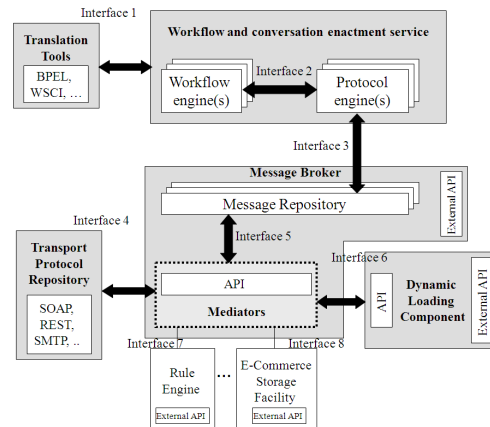 Interface 1
Translation
Tools
BPEL,
WSCI, …
Workflow and conversation enactment service
Workflow
engine(s)
Interface 2
Protocol
engine(s)
Interface 3
Message Broker
Message Repository
External API
Interface 4
Interface 5
Transport
Protocol
Repository
SOAP,
REST,
SMTP, ..
API
Mediators
Interface 6
API
Dynamic
Loading
Component
External API
Interface 7
Interface 8
Rule
Engine
External API
…
E-Commerce
Storage
Facility
External API